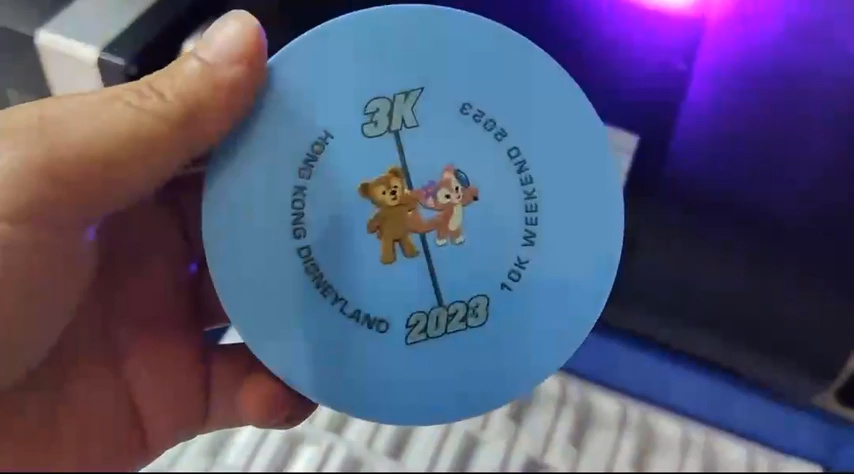 3K
HONG KONG DISNEYLAND
10K WEEKEND 2023
2023